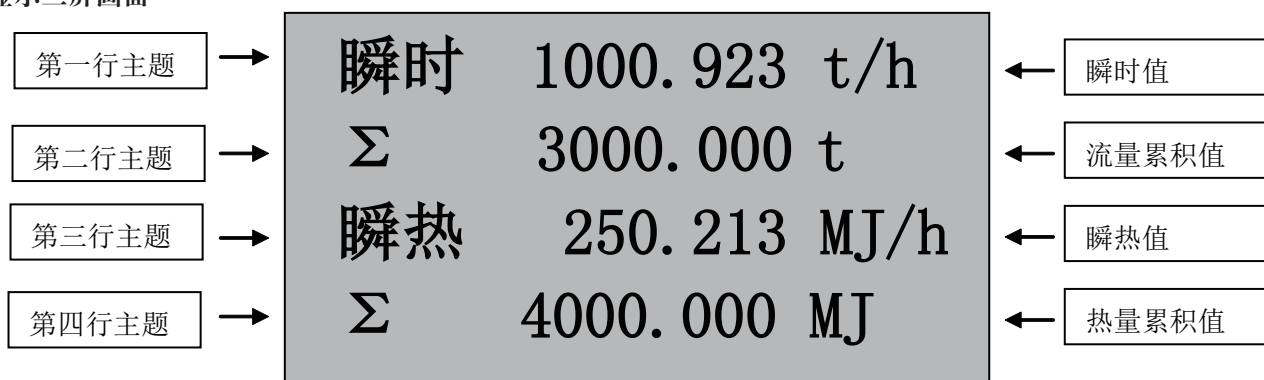 第一行主题 瞬时 1000.923 t/h 瞬时值
第二行主题 Σ 3000.000 t 流量累积值
第三行主题 瞬热 250.213 MJ/h 瞬热值
第四行主题 Σ 4000.000 MJ 热量累积值